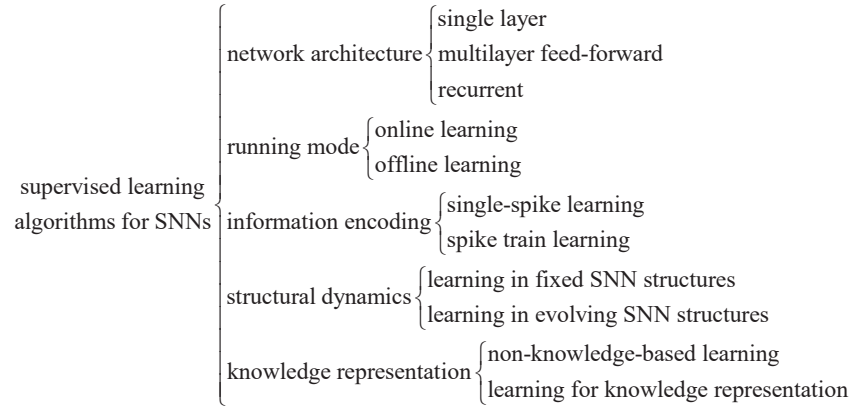 supervised learning
algorithms for SNNs
network architecture
single layer
multilayer feed-forward
recurrent
running mode
online learning
offline learning
information encoding
single-spike learning
spike train learning
structural dynamics
learning in fixed SNN structures
learning in evolving SNN structures
knowledge representation
non-knowledge-based learning
learning for knowledge representation